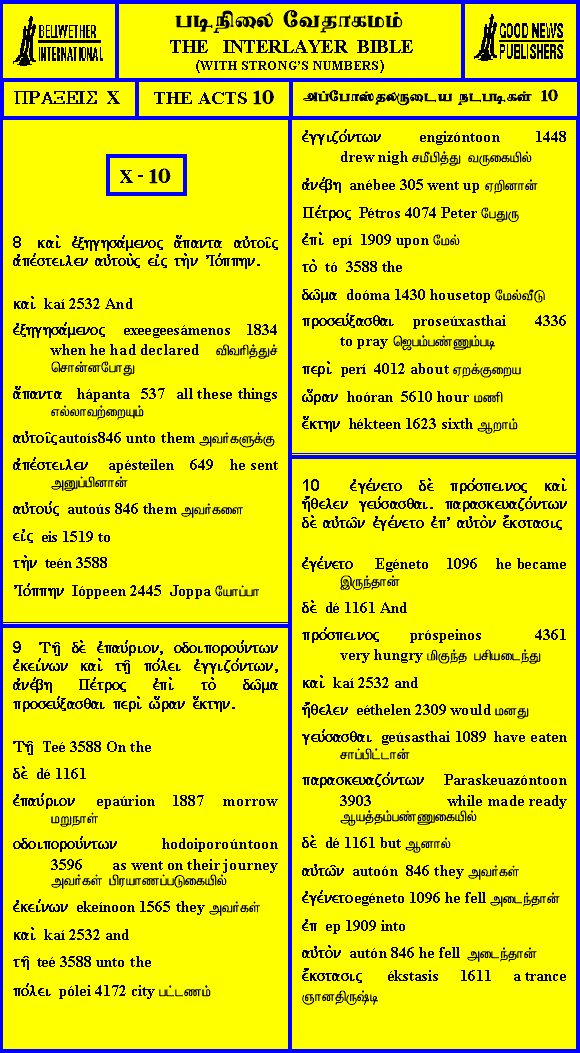 BELLWETHER
INTERNATIONAL
படிநிலை வேதாகமம்
THE INTERLAYER BIBLE
(WITH STRONG'S NUMBERS)
GOOD NEWS
PUBLISHERS
ΠΡΑΞΕΙΣ X
THE ACTS 10
அப்போஸ்தலருடைய நடபடிகள் 10
X - 10
8 καὶ ἐξηγησάμενος ἅπαντα αὐτοῖς
ἀπέστειλεν αὐτοὺς εἰς τὴν Ἰόππην.
καὶ kaí 2532 And
ἐξηγησάμενος exeegeesámenos 1834
when he had declared விவரித்துச்
சொன்னபோது
ἅπαντα hápanta 537 all these things
எல்லாவற்றையும்
αὐτοῖς autoís846 unto them அவர்களுக்கு
ἀπέστειλεν apésteilen 649 he sent
அனுப்பினான்
αὐτούς autoús 846 them அவர்களை
εἰς eis 1519 to
τὴν teén 3588
Ἰόππην Ióppeen 2445 Joppa யோப்பா
9 Τῇ δὲ ἐπαύριον, οδοιπορούντων
ἐκείνων καὶ τῇ πόλει ἐγγιζόντων,
ἀνέβη Πέτρος ἐπὶ τὸ δῶμα
προσεύξασθαι περὶ ὥραν ἕκτην.
Τῇ Teé 3588 On the
δὲ dé 1161
ἐπαύριον epaúrion 1887 morrow
மறுநாள்
οδοιπορούντων hodoiporoúntoon
3596 as went on their journey
அவர்கள் பிரயாணப்படுகையில்
ἐκείνων ekeínoon 1565 they அவர்கள்
καὶ kaí 2532 and
τῇ teé 3588 unto the
πόλει pólei 4172 city பட்டணம்
ἐγγιζόντων engizóntoon 1448
drew nigh சமீபித்து வருகையில்
ἀνέβη anébee 305 went up ஏறினான்
Πέτρος Pétros 4074 Peter பேதுரு
ἐπὶ epí 1909 upon மேல்
τὸ tó 3588 the
δῶμα doóma 1430 housetop மேல்வீடு
προσεύξασθαι proseúxasthai 4336
to pray ஜெபம்பண்ணும்படி
περὶ perí 4012 about ஏறக்குறைய
ὥραν hoóran 5610 hour மணி
ἕκτην hékteen 1623 sixth ஆறாம்
10 ἐγένετο δὲ πρόσπεινος καὶ
ἤθελεν γεύσασθαι. παρασκευαζόντων
δὲ αὐτῶν ἐγένετο ἐπ' αὐτὸν ἔκστασις
ἐγένετο Egéneto 1096 he became
இருந்தான்
δὲ dé 1161 And
πρόσπεινος próspeinos 4361
very hungry மிகுந்த பசியடைந்து
καὶ kaí 2532 and
ἤθελεν eéthelen 2309 would மனது
γεύσασθαι geúsasthai 1089 have eaten
சாப்பிட்டான்
παρασκευαζόντων Paraskeuazóntoon
3903 while made ready
ஆயத்தம்பண்ணுகையில்
δὲ dé 1161 but ஆனால்
αὐτῶν autoón 846 they அவர்கள்
ἐγένετο egéneto 1096 he fell அடைந்தான்
ἐπ ep 1909 into
αὐτὸν autón 846 he fell அடைந்தான்
ἔκστασις ékstasis 1611 a trance
ஞானதிருஷ்டி